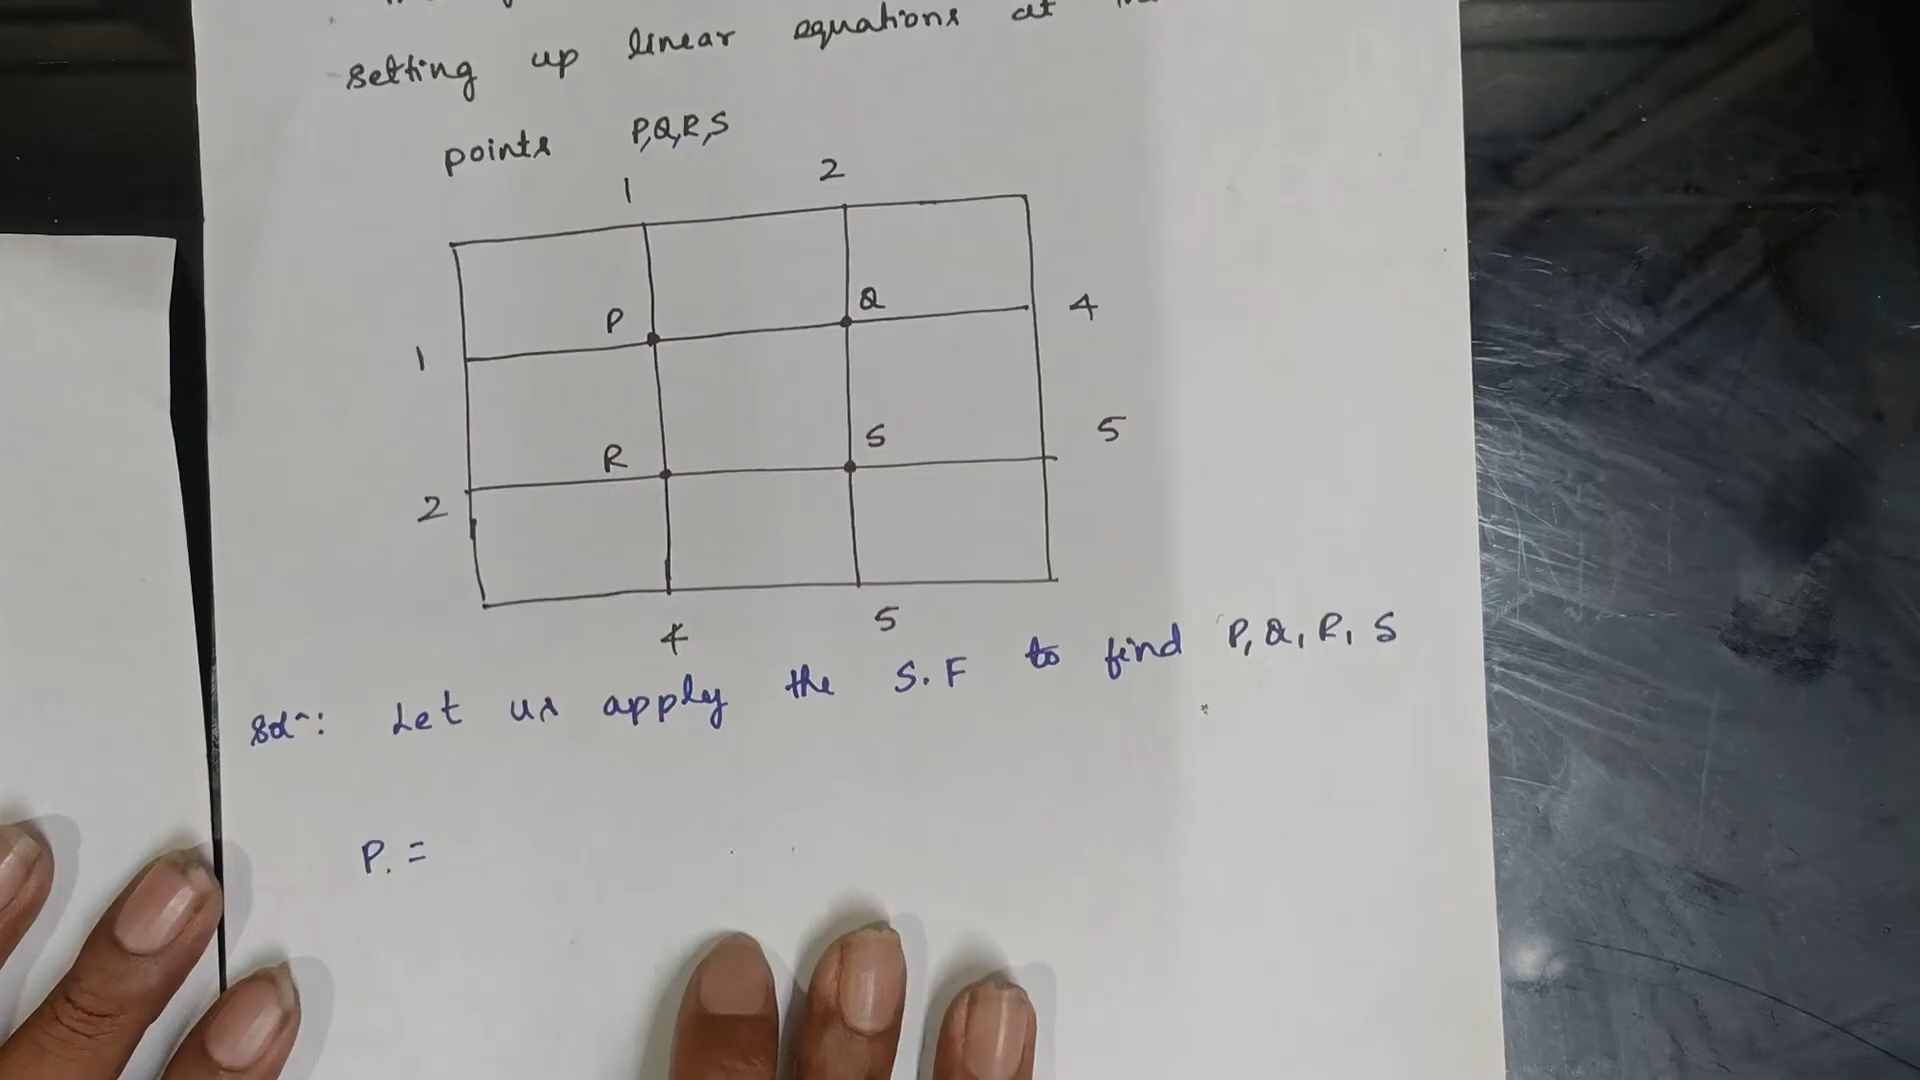 setting up linear equations at
points P,Q,R,S
1 2
P Q 4
1
R S 5
2
4 5
Solⁿ: Let us apply the S.F to find P, Q, R, S
P. =